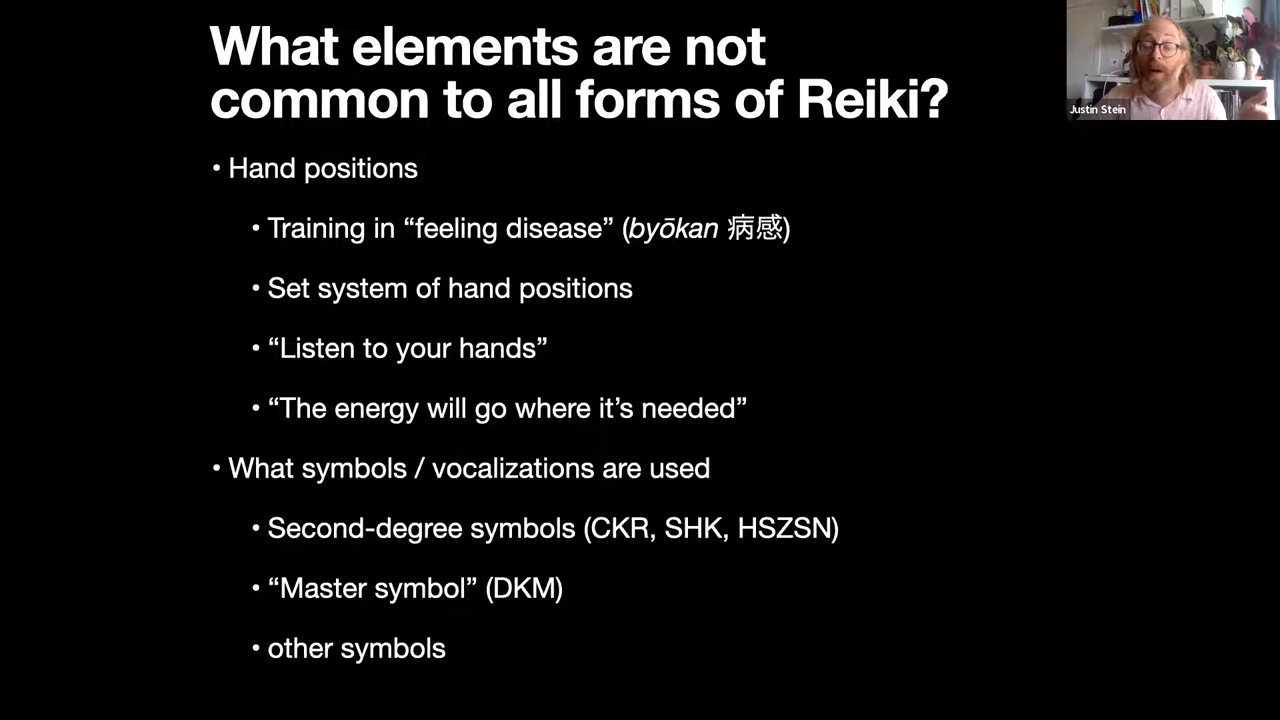 What elements are not
common to all forms of Reiki?
Justin Stein
• Hand positions
• Training in “feeling disease” (byōkan 病感)
• Set system of hand positions
• “Listen to your hands”
• “The energy will go where it’s needed”
• What symbols / vocalizations are used
• Second-degree symbols (CKR, SHK, HSZSN)
• “Master symbol” (DKM)
• other symbols